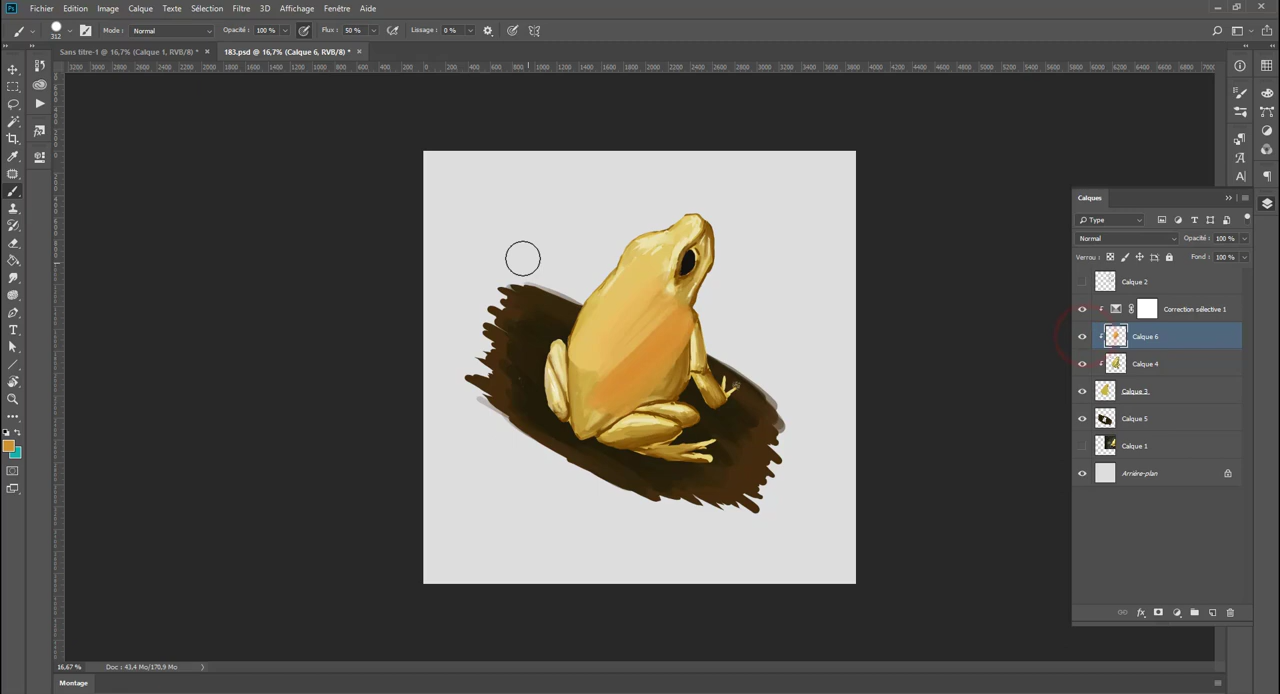 Ps Fichier Edition Image Calque Texte Sélection Filtre 3D Affichage Fenêtre Aide
312 Mode : Normal Opacité : 100 % Flux : 50 % Lissage : 0 %
Sans titre-1 @ 16,7% (Calque 1, RVB/8) * × 183.psd @ 16,7% (Calque 6, RVB/8) * ×
Calques
Type
Normal Opacité : 100 %
Verrou : Fond : 100 %
Calque 2
Correction sélective 1
Calque 6
Calque 4
Calque 3
Calque 5
Calque 1
Arrière-plan
16,67 % Doc : 43,4 Mo/170,9 Mo
Montage